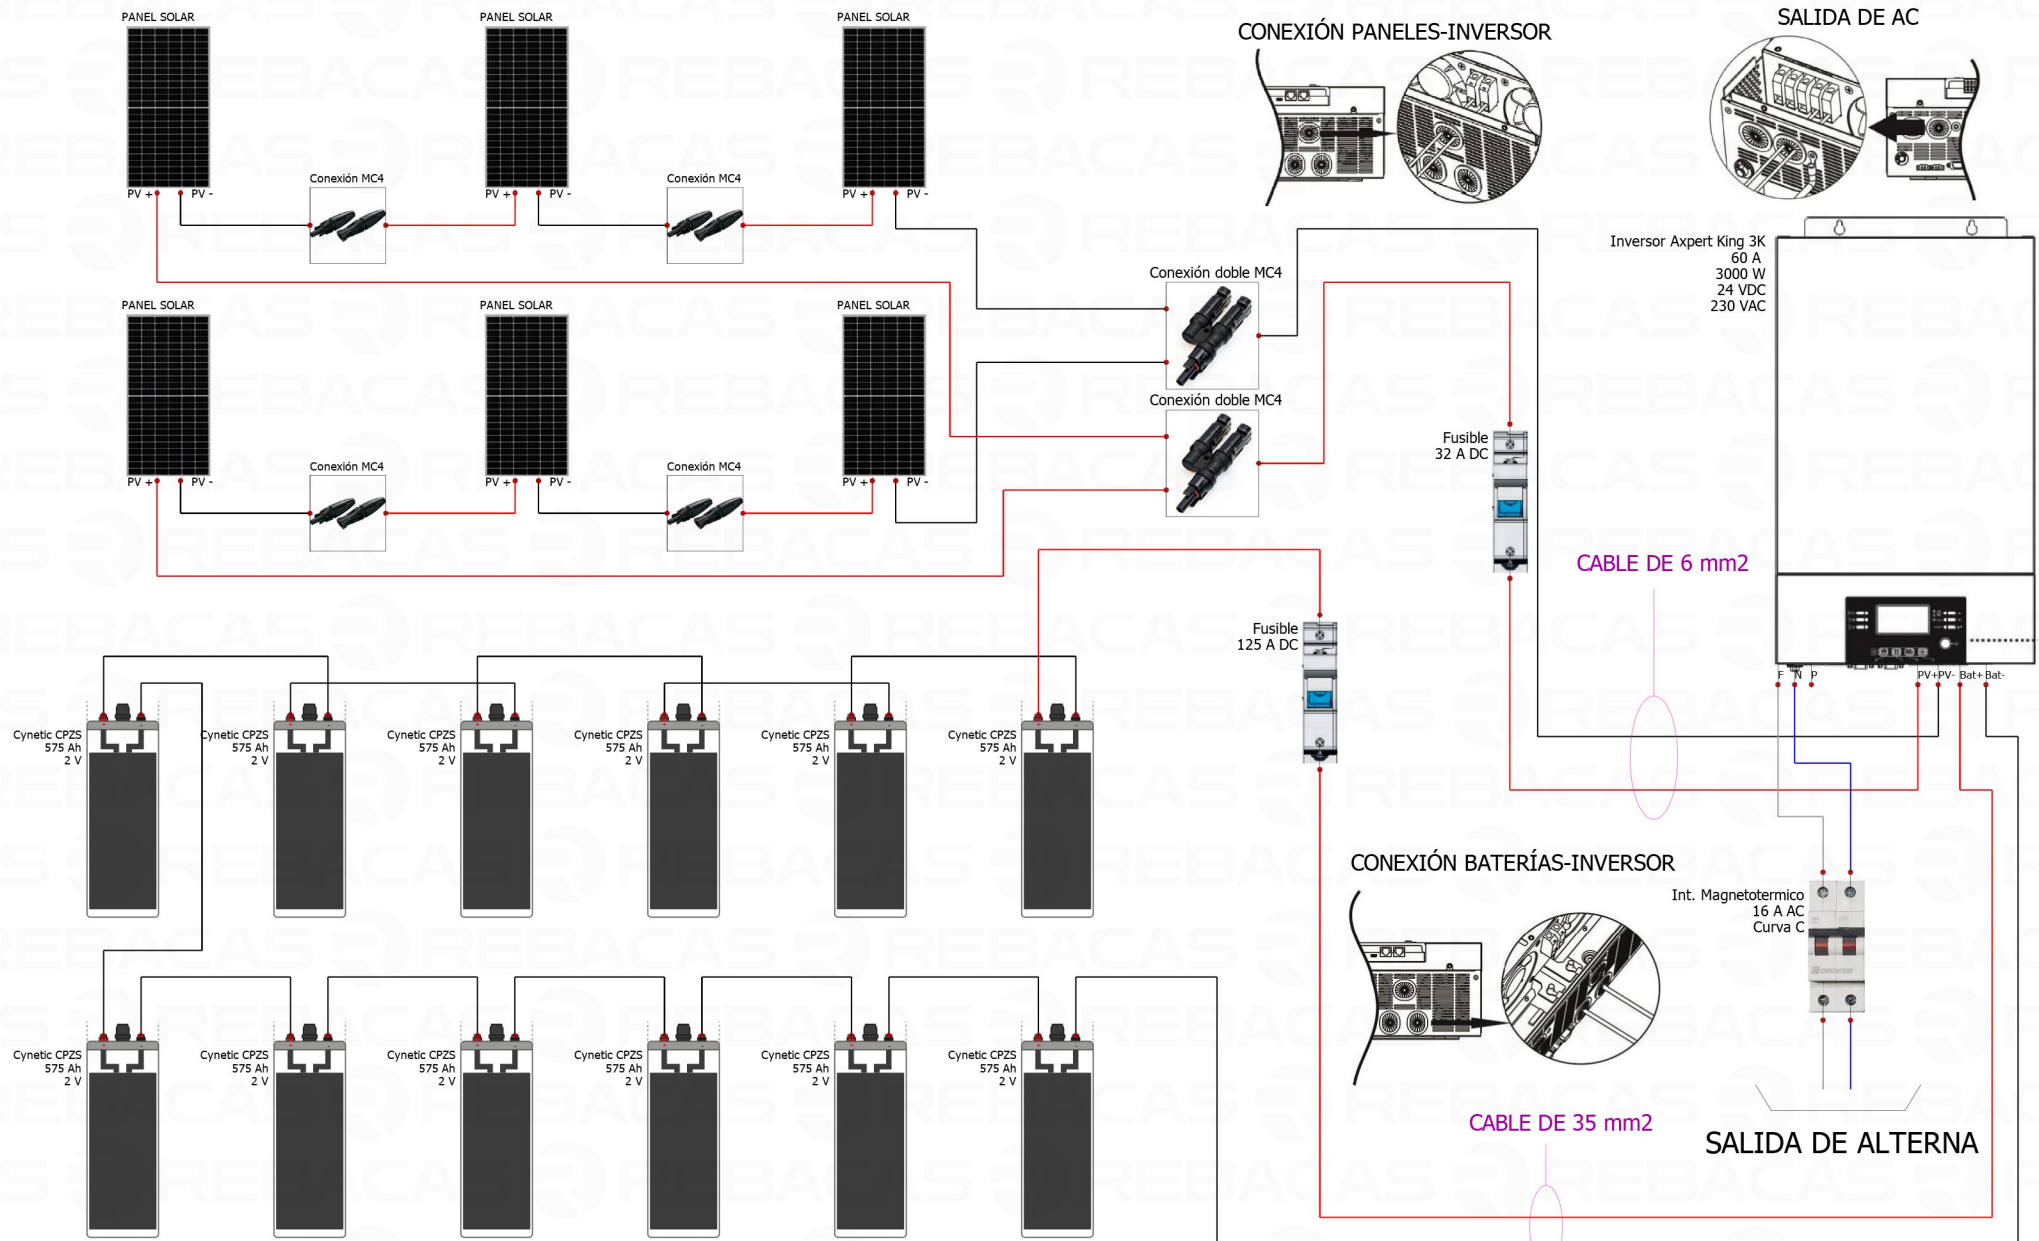 PANEL SOLAR
PANEL SOLAR
PANEL SOLAR
CONEXIÓN PANELES-INVERSOR
SALIDA DE AC
PV +
PV -
Conexión MC4
PV +
PV -
Conexión MC4
PV +
PV -
Inversor Axpert King 3K
60 A
3000 W
24 VDC
230 VAC
Conexión doble MC4
PANEL SOLAR
PANEL SOLAR
PANEL SOLAR
Conexión doble MC4
PV +
PV -
Conexión MC4
PV +
PV -
Conexión MC4
PV +
PV -
Fusible
32 A DC
CABLE DE 6 mm2
Fusible
125 A DC
F
N
P
PV+
PV-
Bat+
Bat-
Cynetic CPZS
575 Ah
2 V
Cynetic CPZS
575 Ah
2 V
Cynetic CPZS
575 Ah
2 V
Cynetic CPZS
575 Ah
2 V
Cynetic CPZS
575 Ah
2 V
Cynetic CPZS
575 Ah
2 V
CONEXIÓN BATERÍAS-INVERSOR
Int. Magnetotermico
16 A AC
Curva C
CIRCUTOR
Cynetic CPZS
575 Ah
2 V
Cynetic CPZS
575 Ah
2 V
Cynetic CPZS
575 Ah
2 V
Cynetic CPZS
575 Ah
2 V
Cynetic CPZS
575 Ah
2 V
Cynetic CPZS
575 Ah
2 V
CABLE DE 35 mm2
SALIDA DE ALTERNA
REBACAS